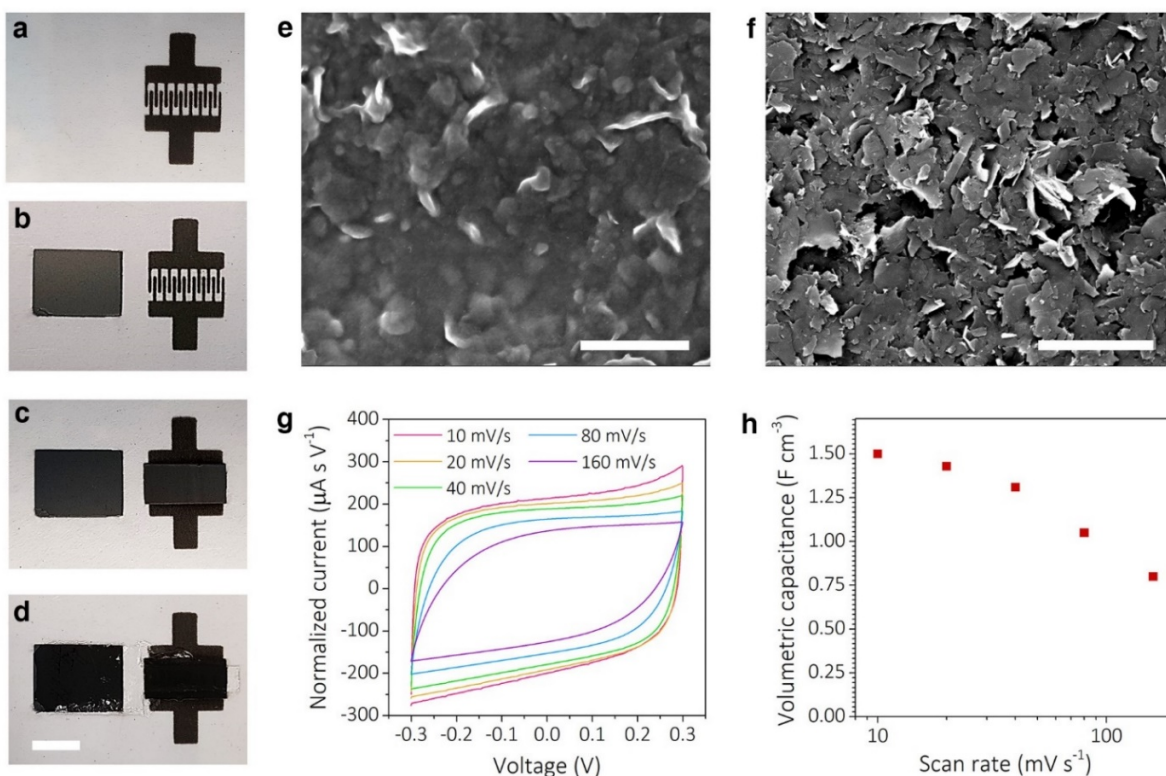 a
b
c
d
e
f
g
400
300
200
100
0
-100
-200
-300
Normalized current (µA s V⁻¹)
10 mV/s
20 mV/s
40 mV/s
80 mV/s
160 mV/s
-0.3 -0.2 -0.1 0.0 0.1 0.2 0.3
Voltage (V)
h
1.50
1.25
1.00
0.75
0.50
0.25
0.00
Volumetric capacitance (F cm⁻³)
10 100
Scan rate (mV s⁻¹)